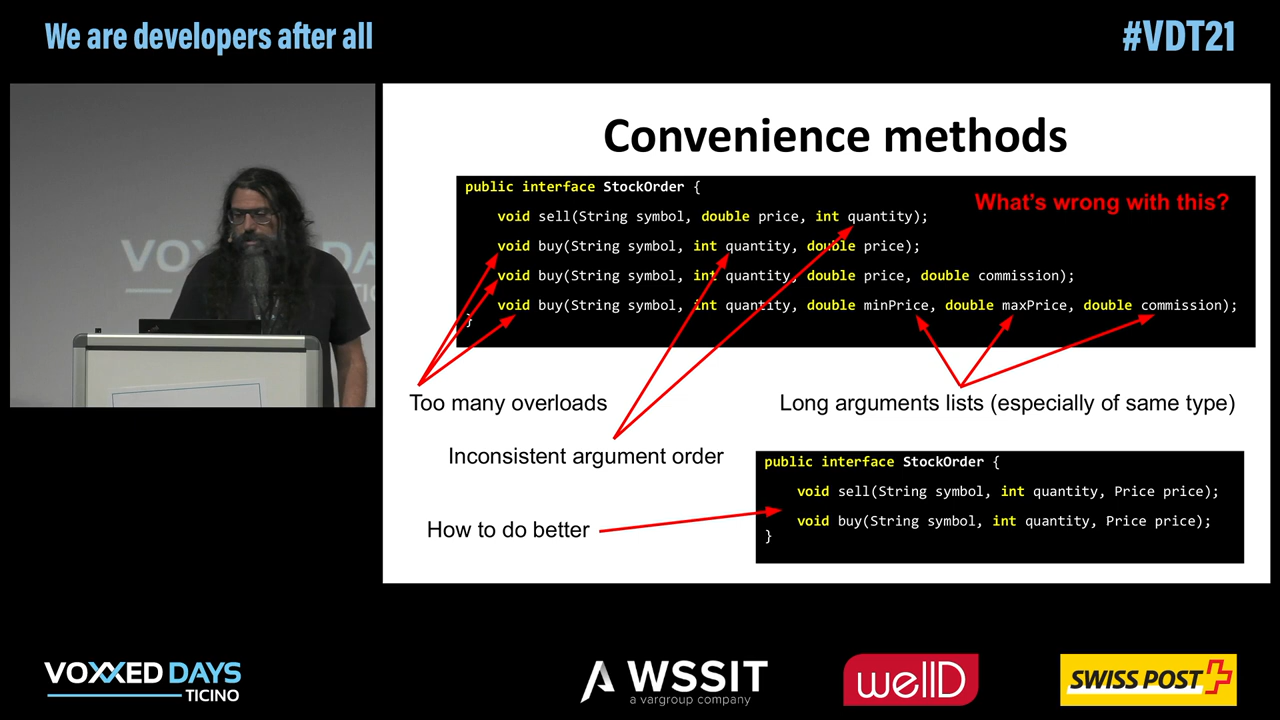 We are developers after all
#VDT21
Convenience methods
public interface StockOrder {
What's wrong with this?
void sell(String symbol, double price, int quantity);
void buy(String symbol, int quantity, double price);
void buy(String symbol, int quantity, double price, double commission);
void buy(String symbol, int quantity, double minPrice, double maxPrice, double commission);
}
Too many overloads
Long arguments lists (especially of same type)
Inconsistent argument order
How to do better
public interface StockOrder {
void sell(String symbol, int quantity, Price price);
void buy(String symbol, int quantity, Price price);
}
VOXXED DAYS
TICINO
WSSIT
a vargroup company
wellD
SWISS POST